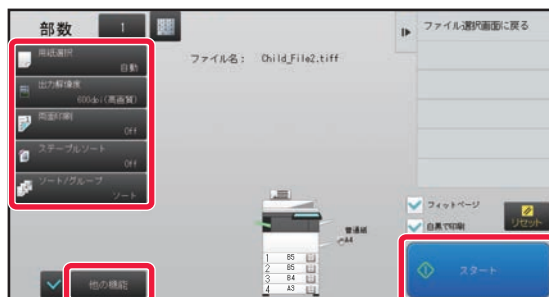 部数
1
ファイル選択画面に戻る
用紙選択
自動
ファイル名： Child_File2.tiff
出力解像度
600dpi(高画質)
両面印刷
Off
ステープルソート
Off
ソート/グループ
ソート
フィットページ
白黒で印刷
リセット
普通紙
A4
1 B5
2 B5
3 B4
4 A3
他の機能
スタート